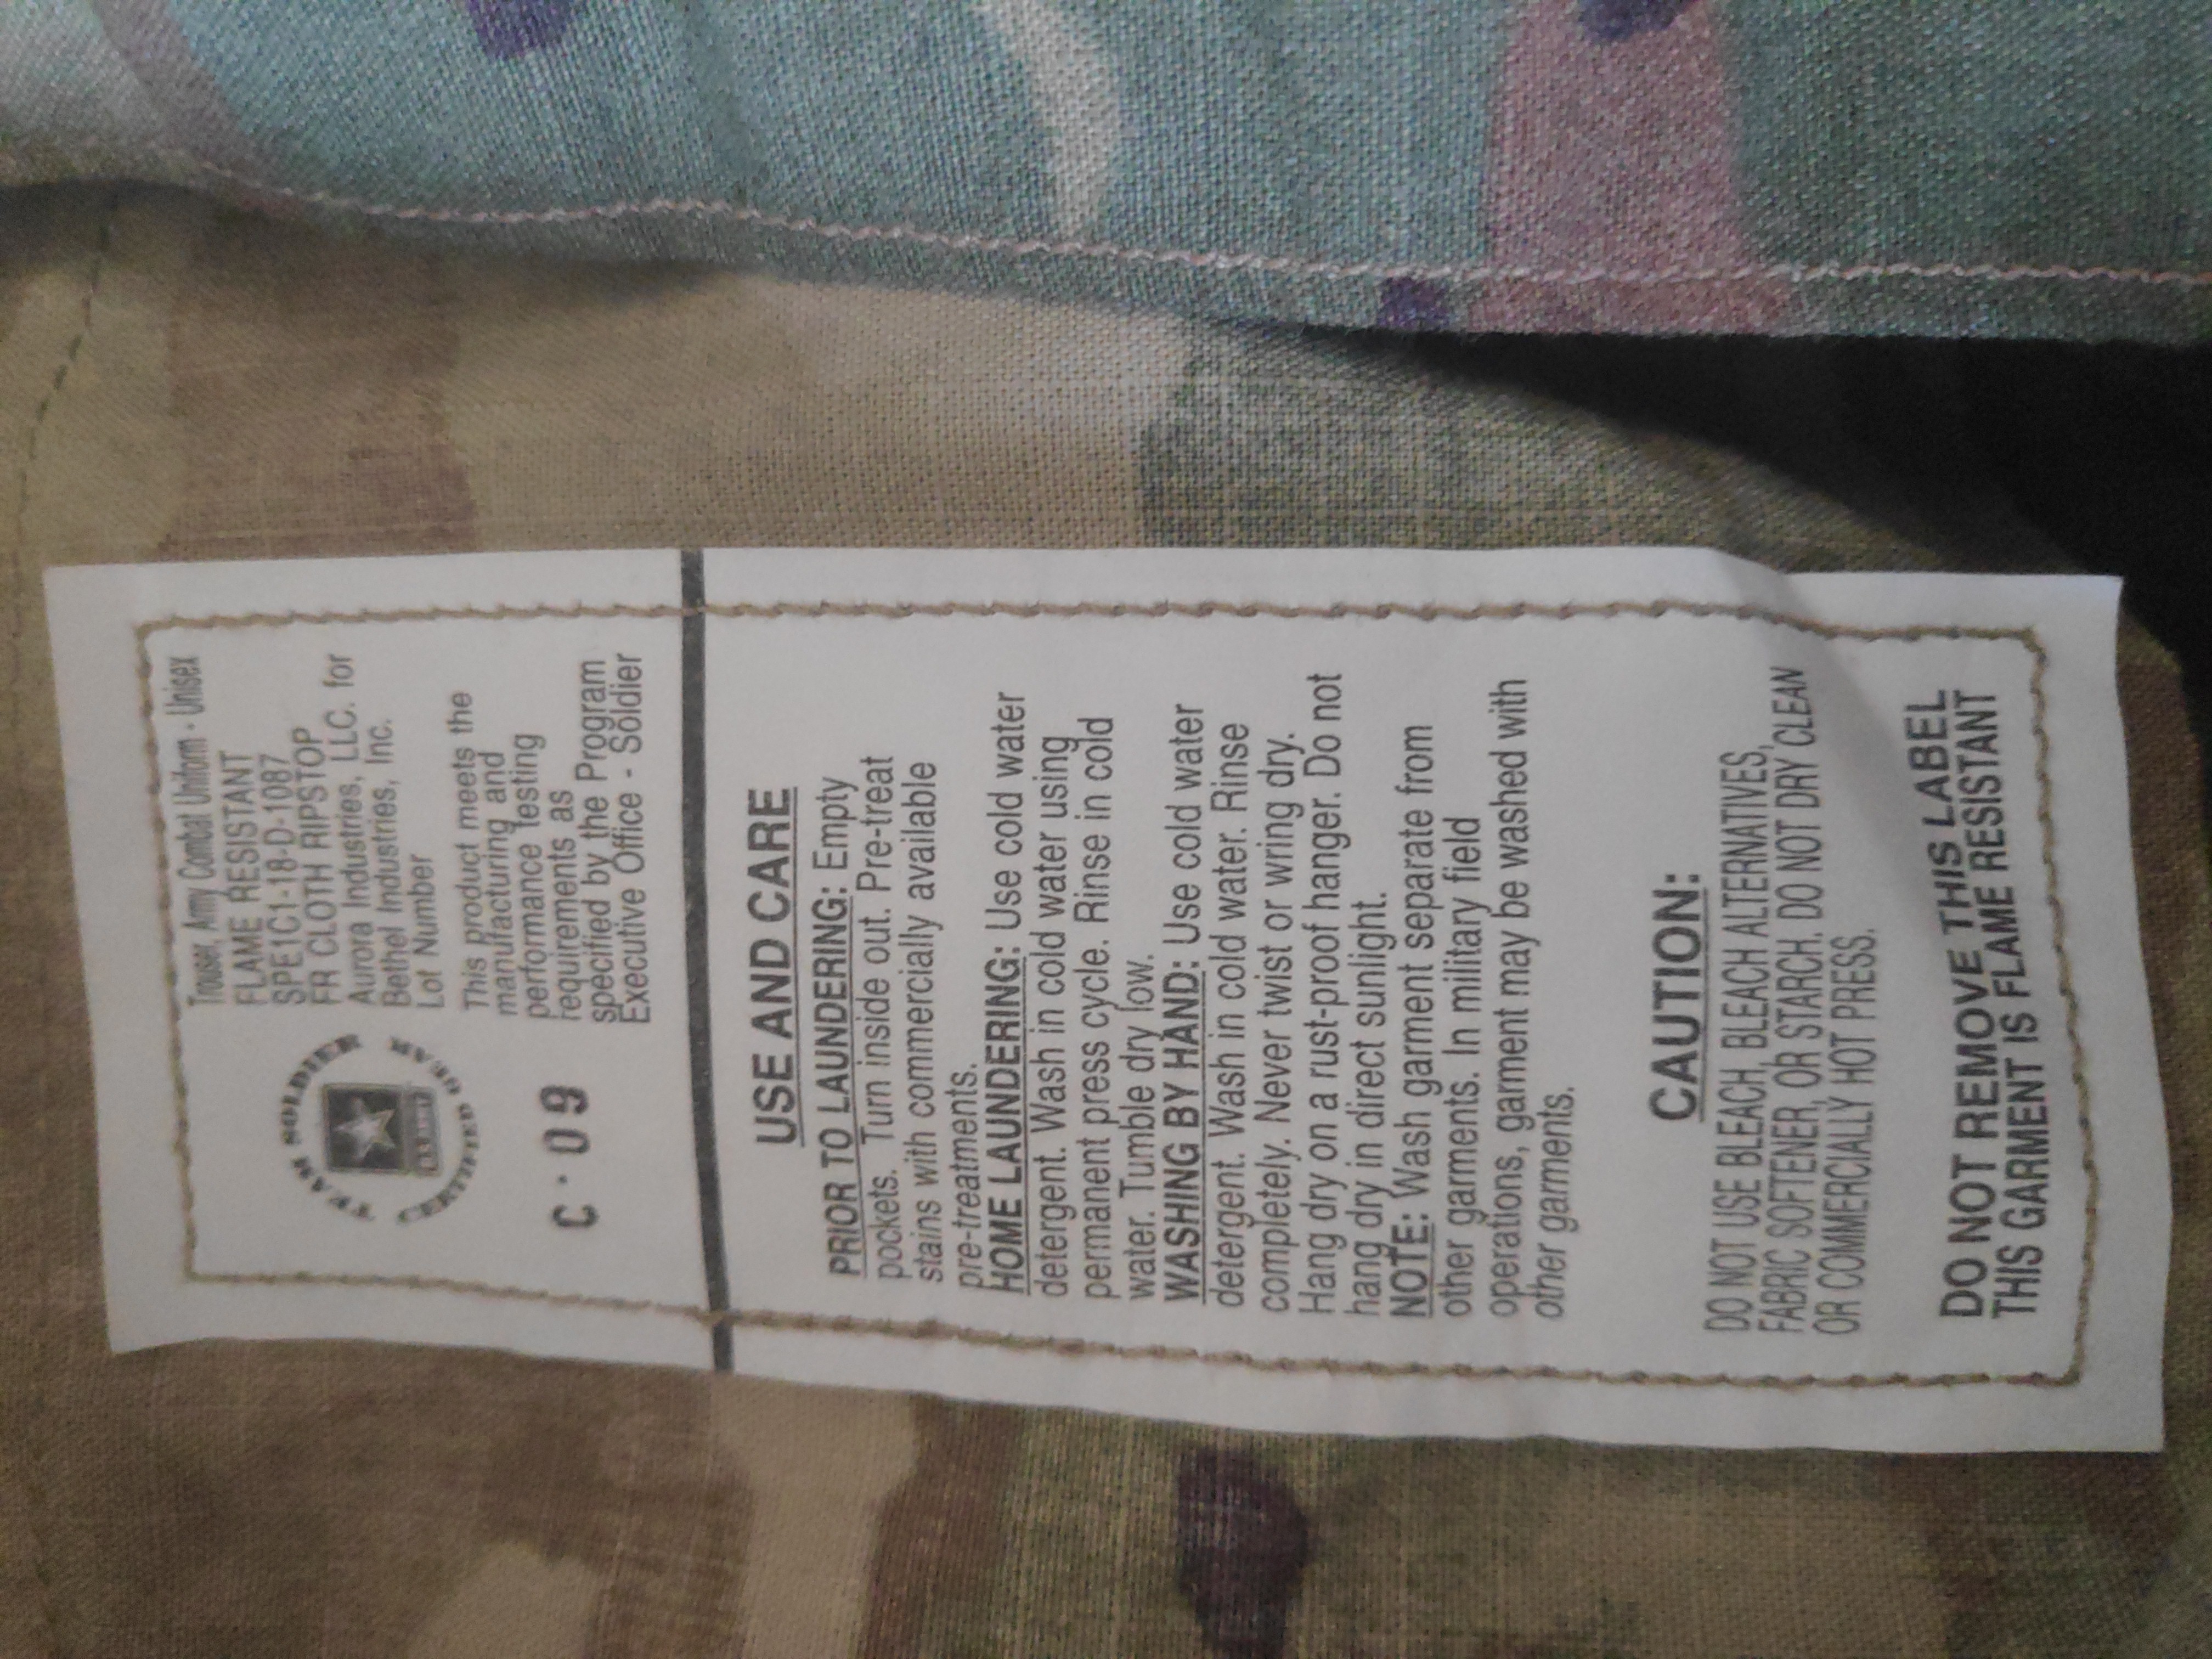 Trouser, Army Combat Uniform - Unisex
FLAME RESISTANT
SPE1C1-18-D-1087
FR CLOTH RIPSTOP
Aurora Industries, LLC. for
Bethel Industries, Inc.
Lot Number
This product meets the
manufacturing and
performance testing
requirements as
specified by the Program
Executive Office - Soldier
TEAM SOLDIER
CERTIFIED GEAR
C·09
USE AND CARE
PRIOR TO LAUNDERING: Empty
pockets. Turn inside out. Pre-treat
stains with commercially available
pre-treatments.
HOME LAUNDERING: Use cold water
detergent. Wash in cold water using
permanent press cycle. Rinse in cold
water. Tumble dry low.
WASHING BY HAND: Use cold water
detergent. Wash in cold water. Rinse
completely. Never twist or wring dry.
Hang dry on a rust-proof hanger. Do not
hang dry in direct sunlight.
NOTE: Wash garment separate from
other garments. In military field
operations, garment may be washed with
other garments.
CAUTION:
DO NOT USE BLEACH, BLEACH ALTERNATIVES,
FABRIC SOFTENER, OR STARCH. DO NOT DRY CLEAN
OR COMMERCIALLY HOT PRESS.
DO NOT REMOVE THIS LABEL
THIS GARMENT IS FLAME RESISTANT